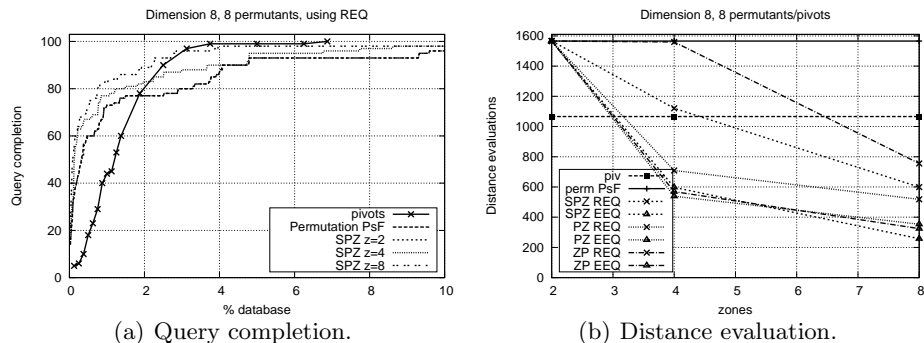 Dimension 8, 8 permutants, using REQ
Query completion
100
80
60
40
20
0
0 2 4 6 8 10
% database
pivots
Permutation PsF
SPZ z=2
SPZ z=4
SPZ z=8
(a) Query completion.
Dimension 8, 8 permutants/pivots
Distance evaluations
1600
1400
1200
1000
800
600
400
200
0
2 3 4 5 6 7 8
zones
piv
perm PsF
SPZ REQ
SPZ EEQ
PZ REQ
PZ EEQ
ZP REQ
ZP EEQ
(b) Distance evaluation.